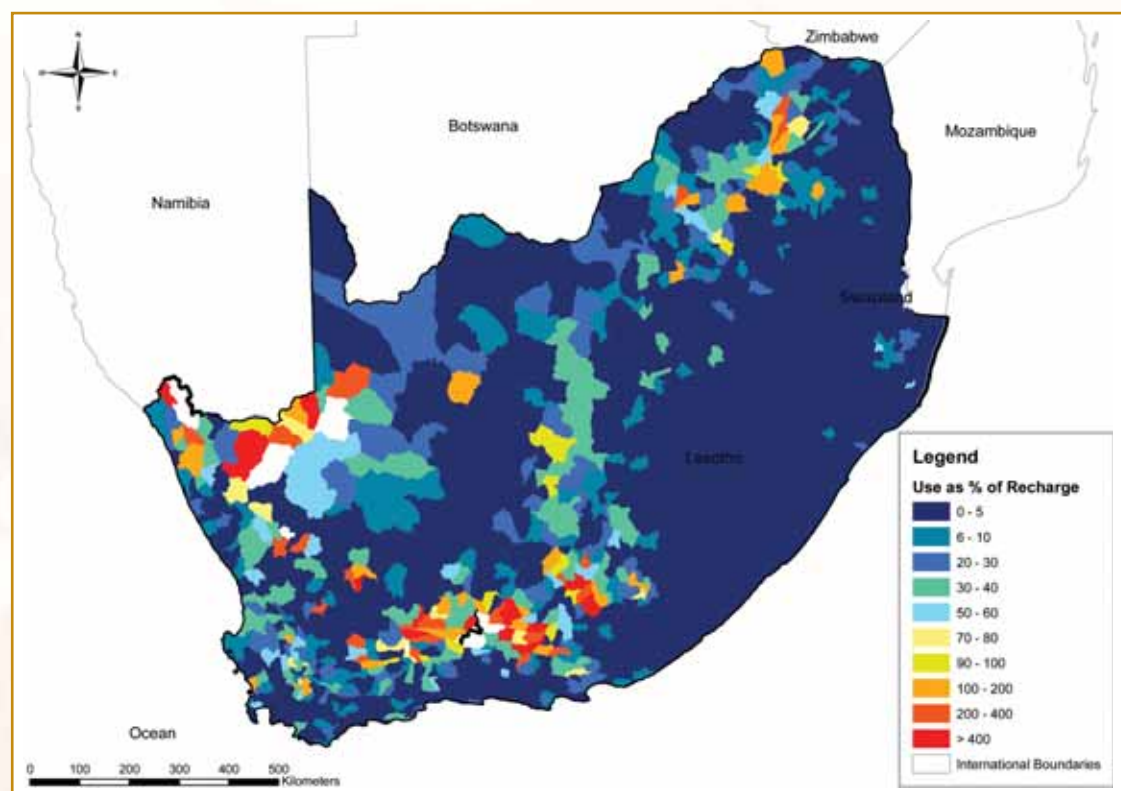 Zimbabwe
N
W
E
S
Botswana
Mozambique
Namibia
Swaziland
Lesotho
Legend
Use as % of Recharge
0 - 5
6 - 10
20 - 30
30 - 40
50 - 60
70 - 80
90 - 100
100 - 200
200 - 400
> 400
International Boundaries
Ocean
0 100 200 300 400 500
Kilometers